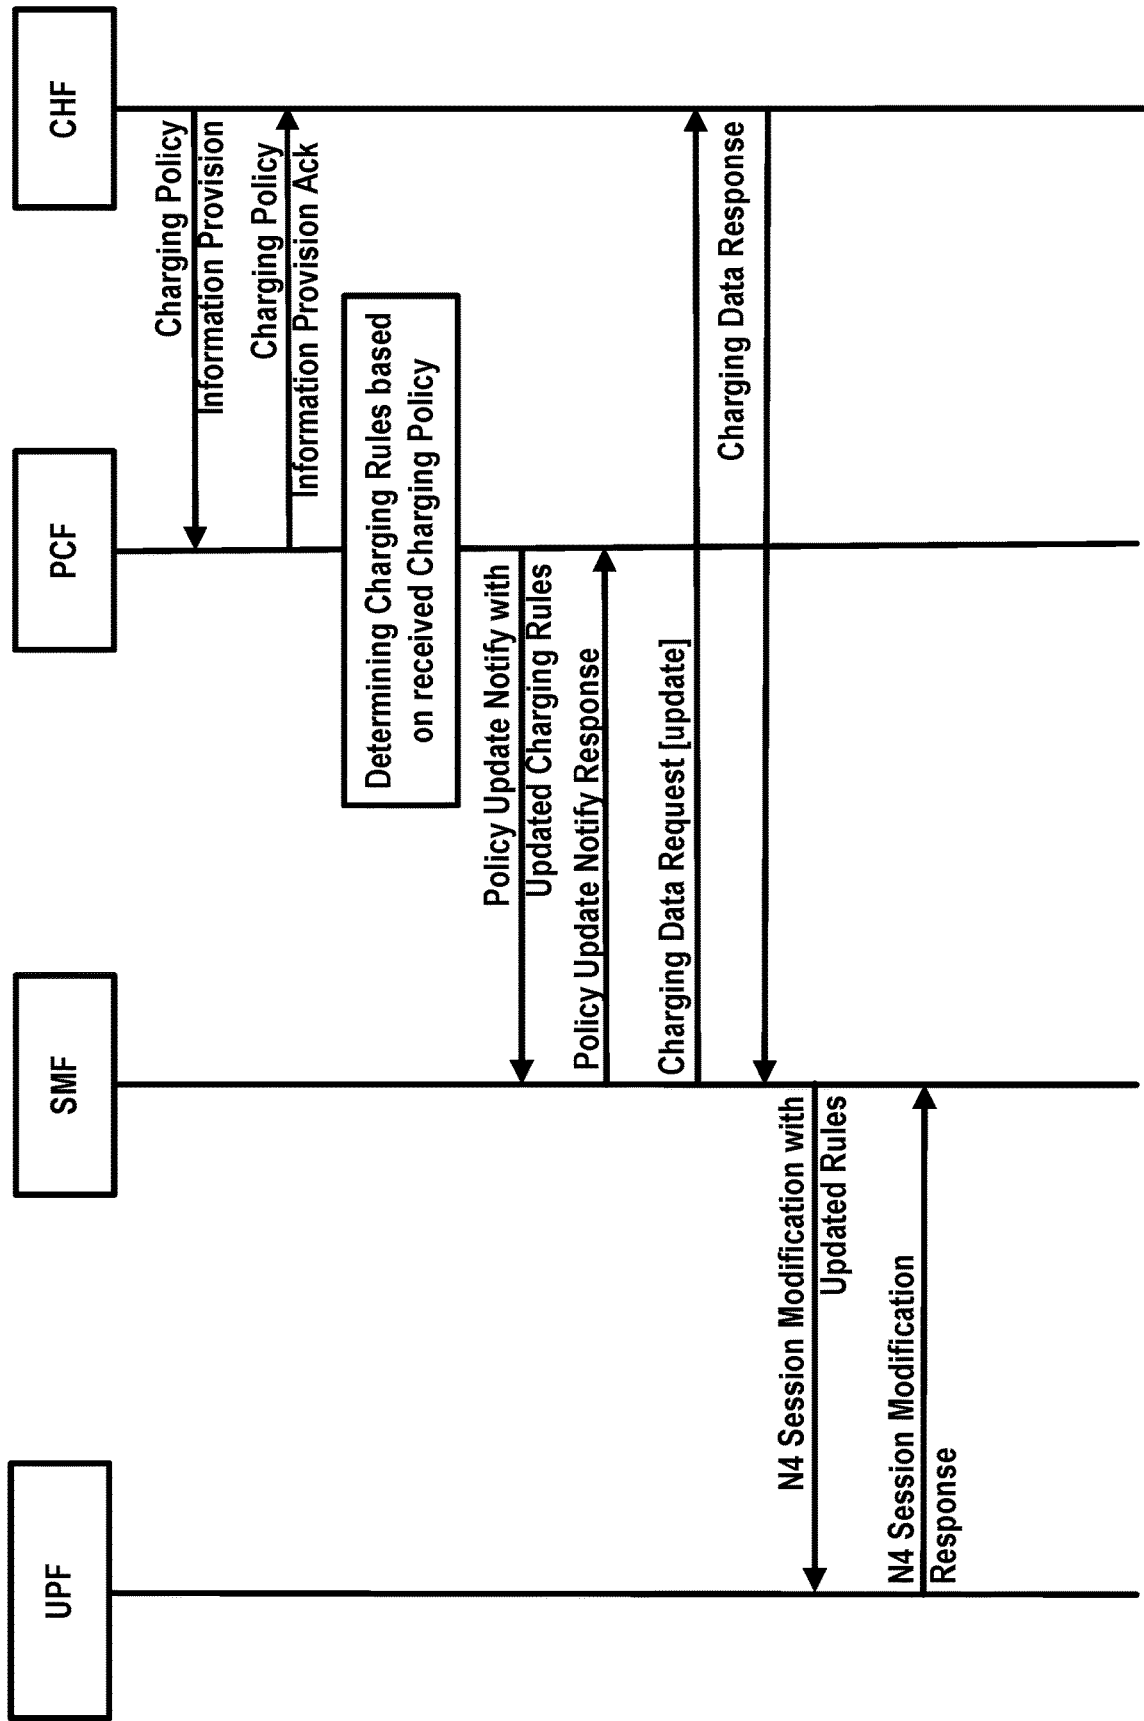 UPF
SMF
PCF
CHF
Charging Policy
Information Provision
Charging Policy
Information Provision Ack
Determining Charging Rules based
on received Charging Policy
Policy Update Notify with
Updated Charging Rules
Policy Update Notify Response
Charging Data Request [update]
Charging Data Response
N4 Session Modification with
Updated Rules
N4 Session Modification
Response